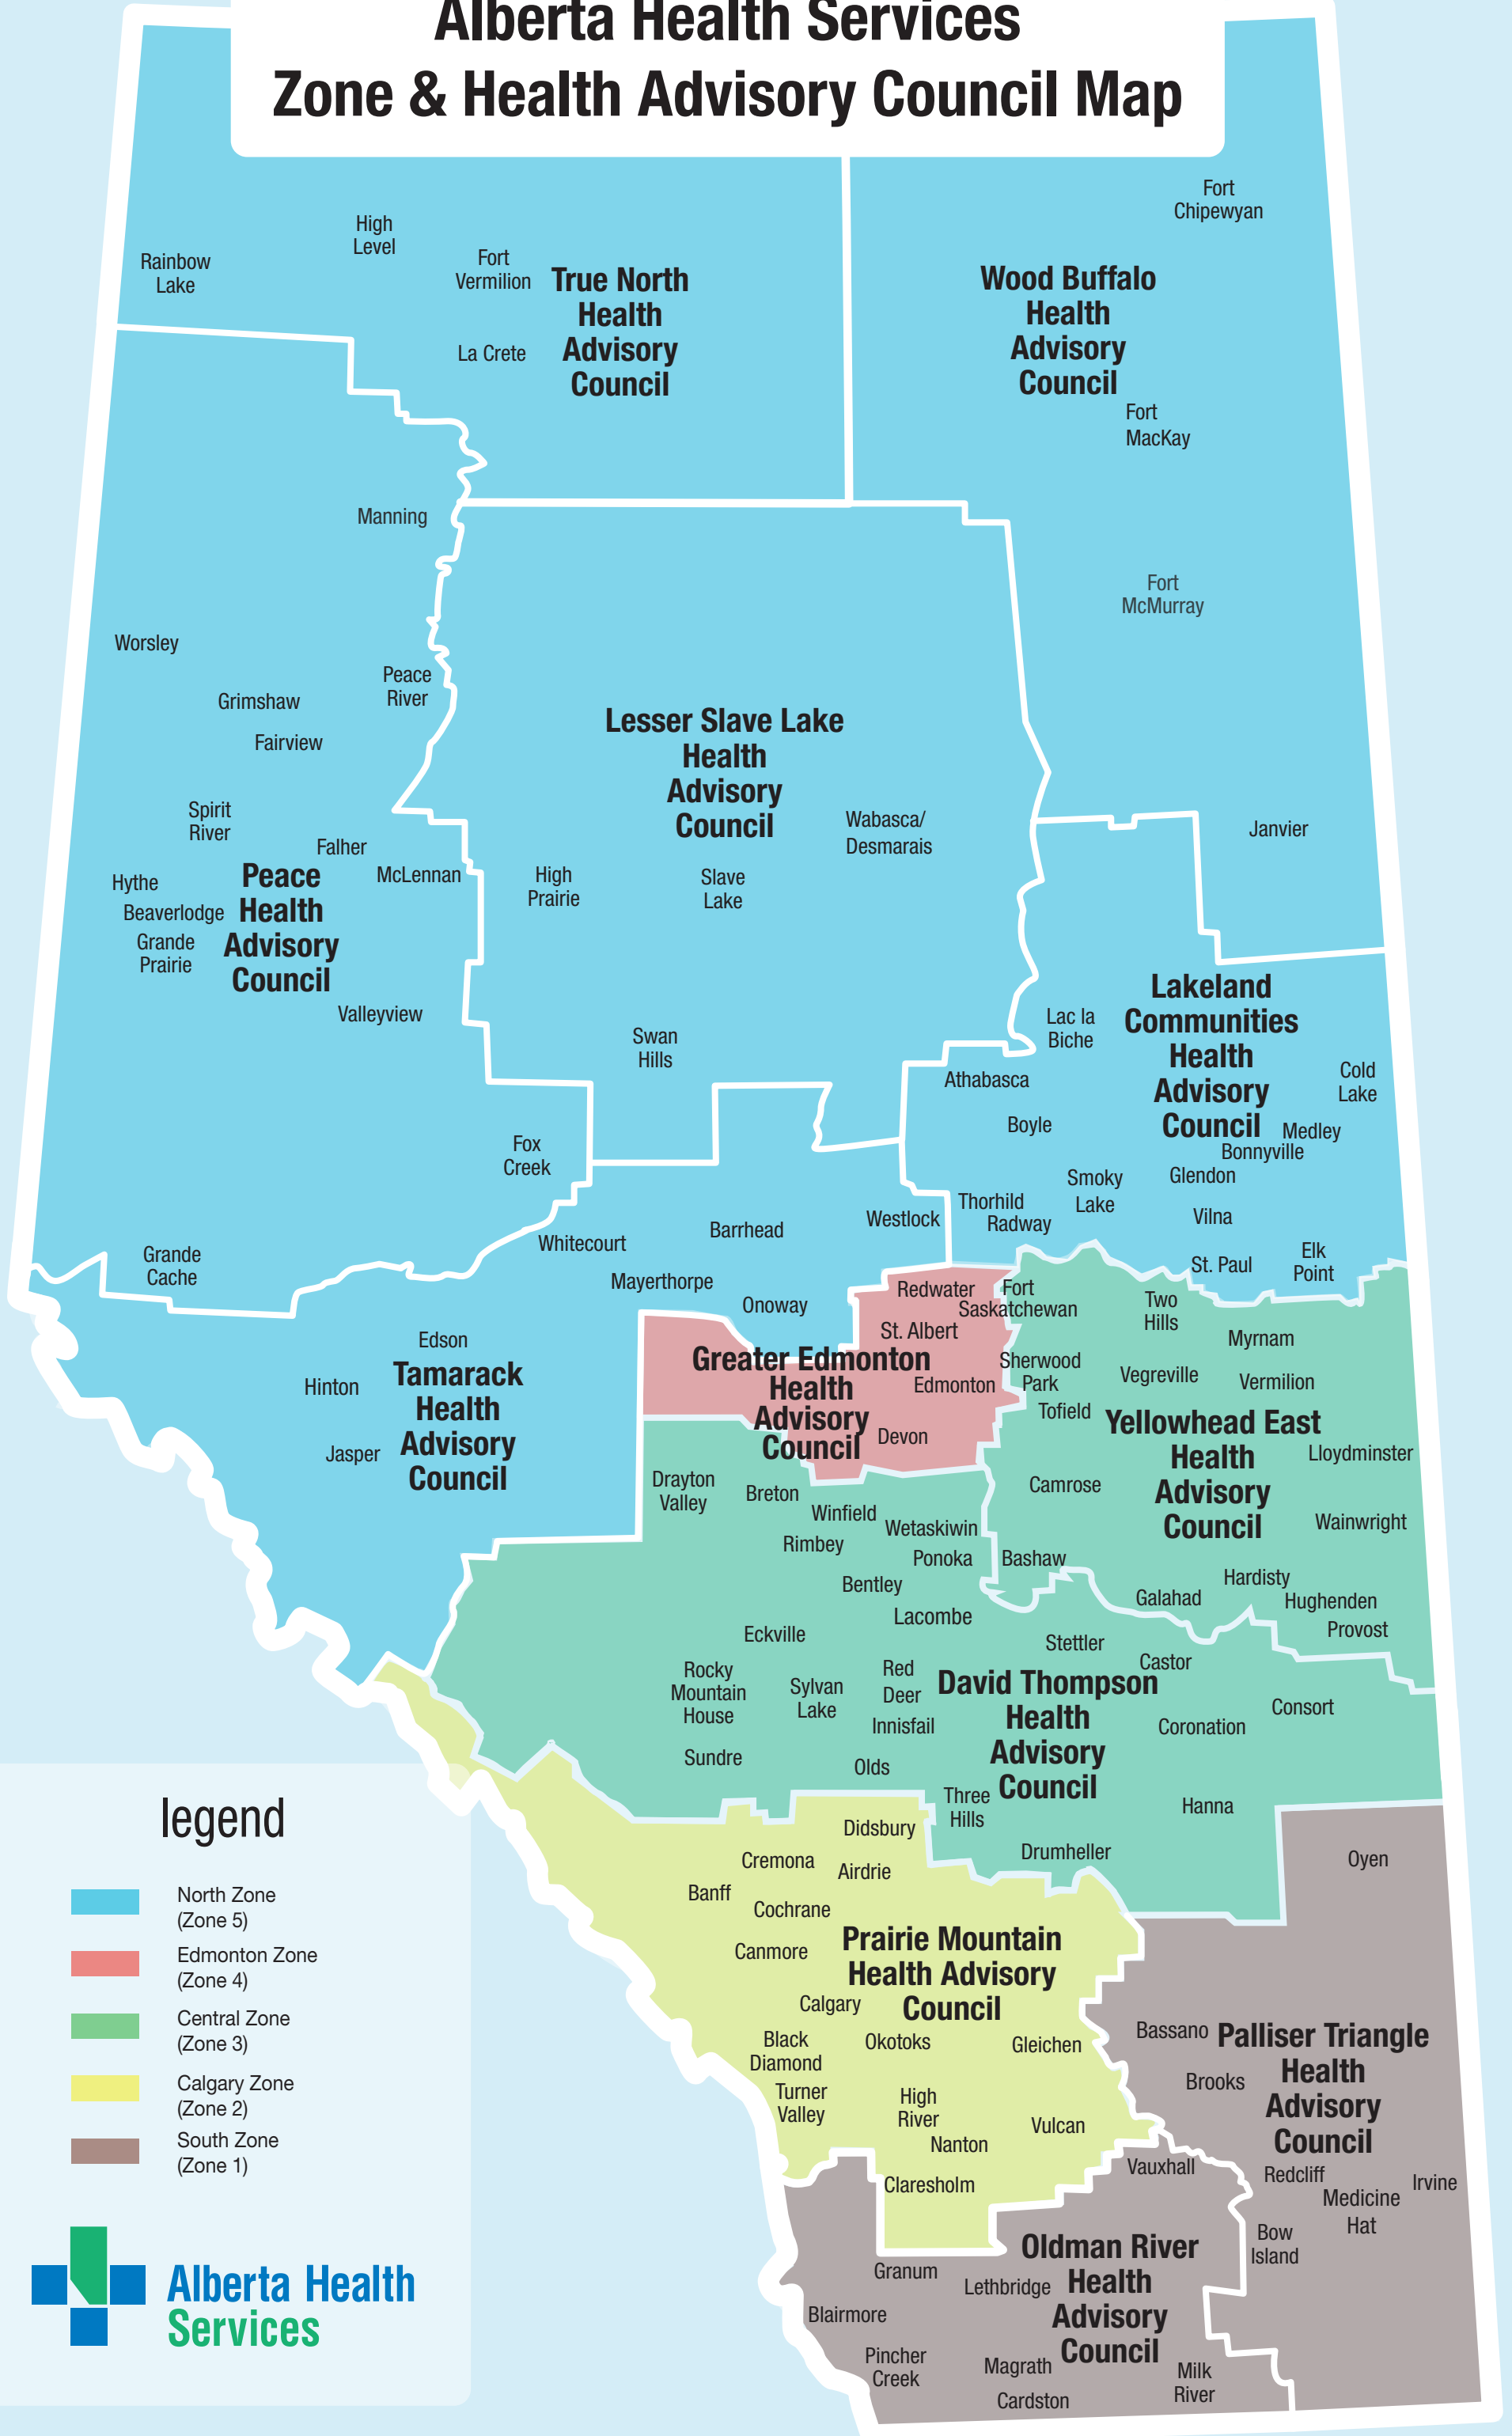 Alberta Health Services
Zone & Health Advisory Council Map
Fort
Chipewyan
High
Level
Rainbow
Lake
Fort
Vermilion
La Crete
True North
Health
Advisory
Council
Wood Buffalo
Health
Advisory
Council
Fort
MacKay
Manning
Fort
McMurray
Worsley
Peace
River
Grimshaw
Fairview
Lesser Slave Lake
Health
Advisory
Council
Spirit
River
Falher
McLennan
Hythe
Beaverlodge
Grande
Prairie
Peace
Health
Advisory
Council
Valleyview
High
Prairie
Slave
Lake
Wabasca/
Desmarais
Janvier
Swan
Hills
Lakeland
Communities
Health
Advisory
Council
Lac la
Biche
Athabasca
Cold
Lake
Boyle
Medley
Bonnyville
Glendon
Smoky
Lake
Thorhild
Radway
Vilna
St. Paul
Elk
Point
Fox
Creek
Westlock
Barrhead
Whitecourt
Mayerthorpe
Onoway
Grande
Cache
Edson
Hinton
Jasper
Tamarack
Health
Advisory
Council
Redwater
Fort
Saskatchewan
St. Albert
Greater Edmonton
Health
Advisory
Council
Edmonton
Devon
Sherwood
Park
Tofield
Two
Hills
Myrnam
Vegreville
Vermilion
Yellowhead East
Health
Advisory
Council
Lloydminster
Camrose
Wainwright
Bashaw
Hardisty
Galahad
Hughenden
Provost
Drayton
Valley
Breton
Winfield
Wetaskiwin
Rimbey
Ponoka
Bentley
Lacombe
Eckville
Stettler
Castor
Rocky
Mountain
House
Sylvan
Lake
Red
Deer
Innisfail
David Thompson
Health
Advisory
Council
Consort
Coronation
Sundre
Olds
Three
Hills
Hanna
Drumheller
Didsbury
Cremona
Airdrie
Banff
Cochrane
Canmore
Prairie Mountain
Health Advisory
Council
Calgary
Black
Diamond
Okotoks
Gleichen
Turner
Valley
High
River
Vulcan
Nanton
Claresholm
Oyen
Bassano
Brooks
Palliser Triangle
Health
Advisory
Council
Vauxhall
Redcliff
Medicine
Hat
Irvine
Bow
Island
Oldman River
Health
Advisory
Council
Granum
Lethbridge
Blairmore
Pincher
Creek
Magrath
Cardston
Milk
River
legend
North Zone
(Zone 5)
Edmonton Zone
(Zone 4)
Central Zone
(Zone 3)
Calgary Zone
(Zone 2)
South Zone
(Zone 1)
Alberta Health
Services